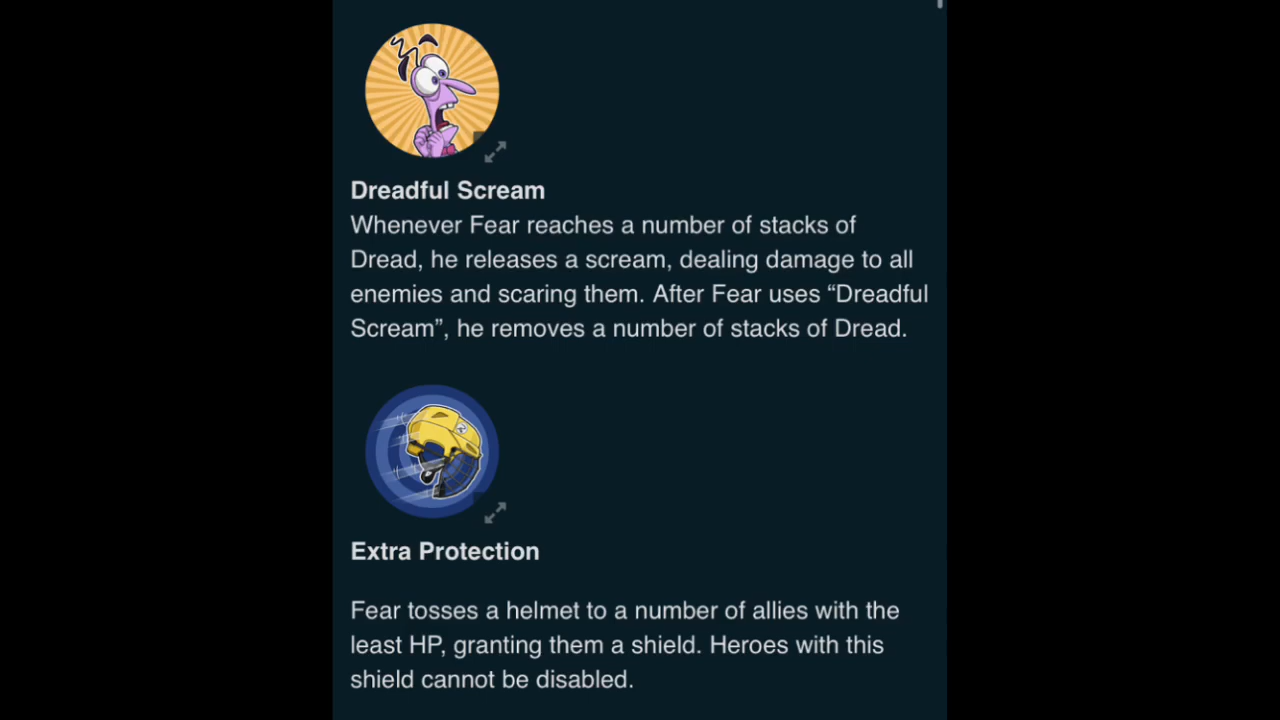 Dreadful Scream
Whenever Fear reaches a number of stacks of
Dread, he releases a scream, dealing damage to all
enemies and scaring them. After Fear uses “Dreadful
Scream”, he removes a number of stacks of Dread.
Extra Protection
Fear tosses a helmet to a number of allies with the
least HP, granting them a shield. Heroes with this
shield cannot be disabled.